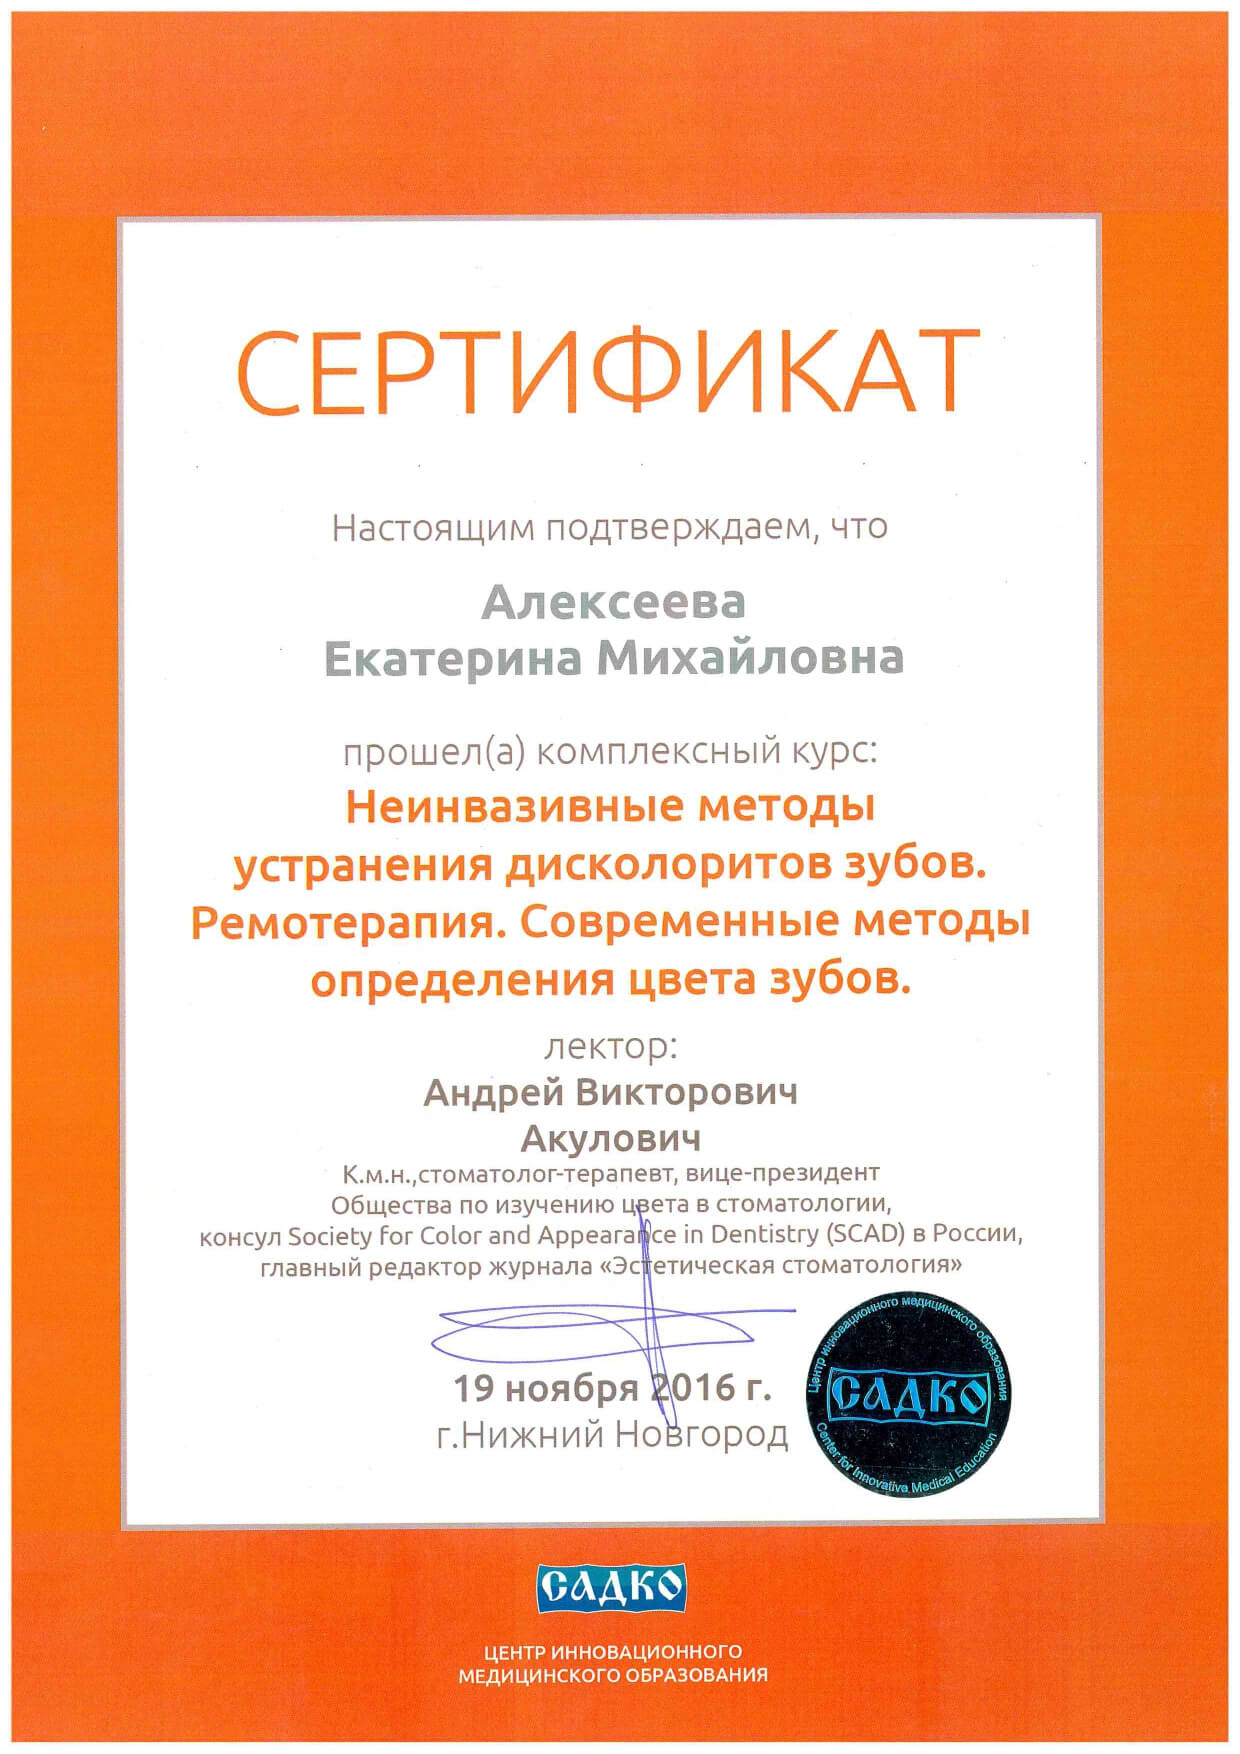 СЕРТИФИКАТ
Настоящим подтверждаем, что
Алексеева
Екатерина Михайловна
прошел(а) комплексный курс:
Неинвазивные методы
устранения дисколоритов зубов.
Ремотерапия. Современные методы
определения цвета зубов.
лектор:
Андрей Викторович
Акулович
К.м.н.,стоматолог-терапевт, вице-президент
Общества по изучению цвета в стоматологии,
консул Society for Color and Appearance in Dentistry (SCAD) в России,
главный редактор журнала «Эстетическая стоматология»
19 ноября 2016 г.
г.Нижний Новгород
Центр инновационного медицинского образования
САДКО
Center for Innovative Medical Education
САДКО
ЦЕНТР ИННОВАЦИОННОГО
МЕДИЦИНСКОГО ОБРАЗОВАНИЯ